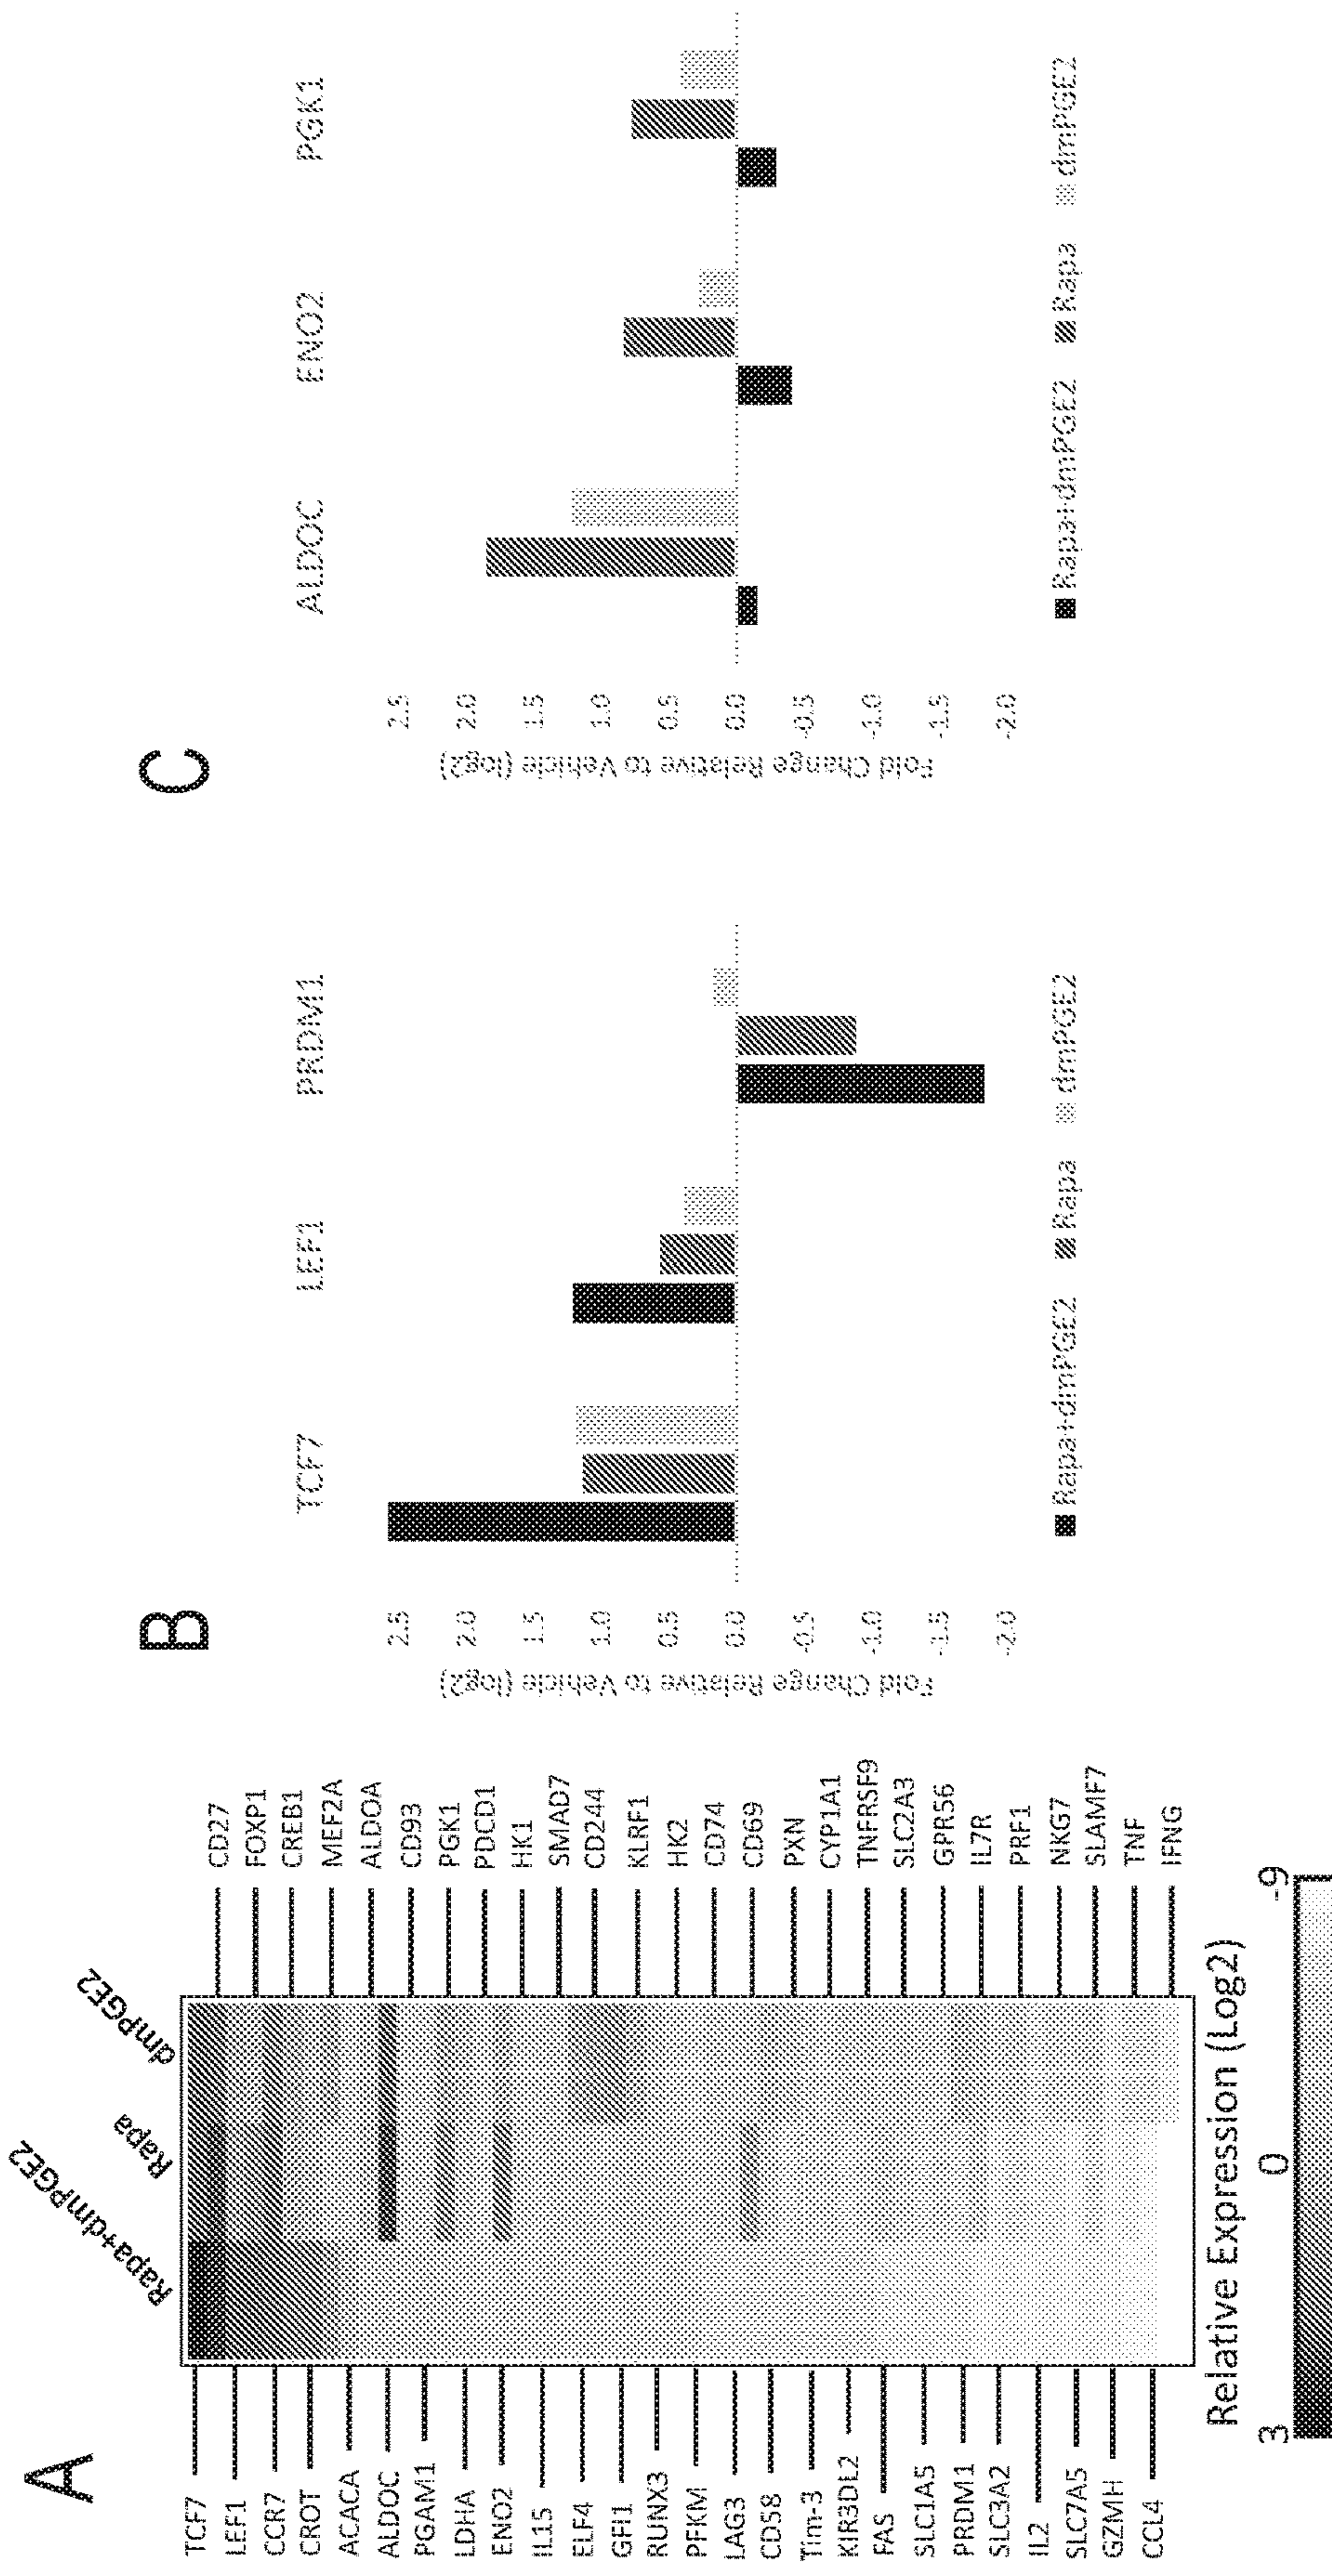 A
Rapa+dmPGE2
Rapa
dmPGE2
TCF7
LEF1
CCR7
CROT
ACACA
ALDOC
PGAM1
LDHA
ENO2
IL15
ELF4
GFI1
RUNX3
PFKM
LAG3
CD58
Tim-3
KIR3DL2
FAS
SLC1A5
PRDM1
SLC3A2
IL2
SLC7A5
GZMH
CCL4
CD27
FOXP1
CREB1
MEF2A
ALDOA
CD93
PGK1
PDCD1
HK1
SMAD7
CD244
KLRF1
HK2
CD74
CD69
PXN
CYP1A1
TNFRSF9
SLC2A3
GPR56
IL7R
PRF1
NKG7
SLAMF7
TNF
IFNG
Relative Expression (Log2)
3 0 -9
B
TCF7 LEF1 PRDM1
Fold Change Relative to Vehicle (log2)
2.5
2.0
1.5
1.0
0.5
0.0
-0.5
-1.0
-1.5
-2.0
Rapa+dmPGE2 Rapa dmPGE2
C
ALDOC ENO2 PGK1
Fold Change Relative to Vehicle (log2)
2.5
2.0
1.5
1.0
0.5
0.0
-0.5
-1.0
-1.5
-2.0
Rapa+dmPGE2 Rapa dmPGE2